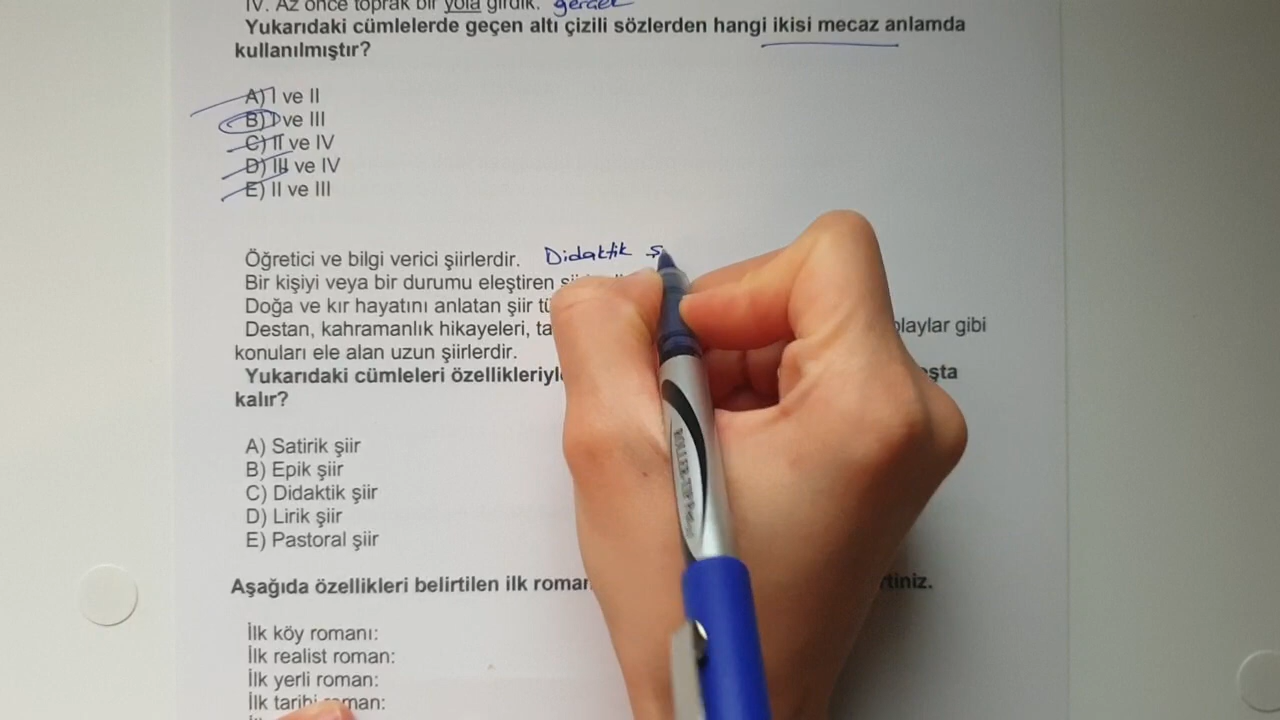 IV. Az önce toprak bir yola girdik. gerçek
Yukarıdaki cümlelerde geçen altı çizili sözlerden hangi ikisi mecaz anlamda
kullanılmıştır?
A) I ve II
B) I ve III
C) II ve IV
D) III ve IV
E) II ve III
Öğretici ve bilgi verici şiirlerdir. Didaktik ş
Bir kişiyi veya bir durumu eleştiren
Doğa ve kır hayatını anlatan şiir
Destan, kahramanlık hikayeleri, olaylar gibi
konuları ele alan uzun şiirlerdir.
Yukarıdaki cümleleri
kalır?
A) Satirik şiir
B) Epik şiir
C) Didaktik şiir
D) Lirik şiir
E) Pastoral şiir
Aşağıda özellikleri belirtilen ilk
İlk köy romanı:
İlk realist roman:
İlk yerli roman:
İlk tarihi roman: